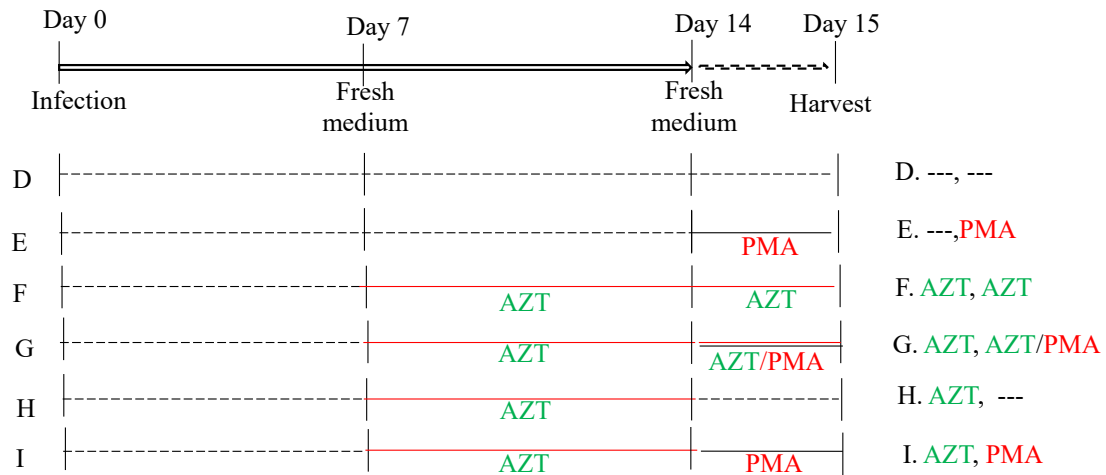 Day 0
Day 7
Day 14
Day 15
Infection
Fresh
medium
Fresh
medium
Harvest
D
D. ---, ---
E
PMA
E. ---,PMA
F
AZT
AZT
F. AZT, AZT
G
AZT
AZT/PMA
G. AZT, AZT/PMA
H
AZT
H. AZT, ---
I
AZT
PMA
I. AZT, PMA